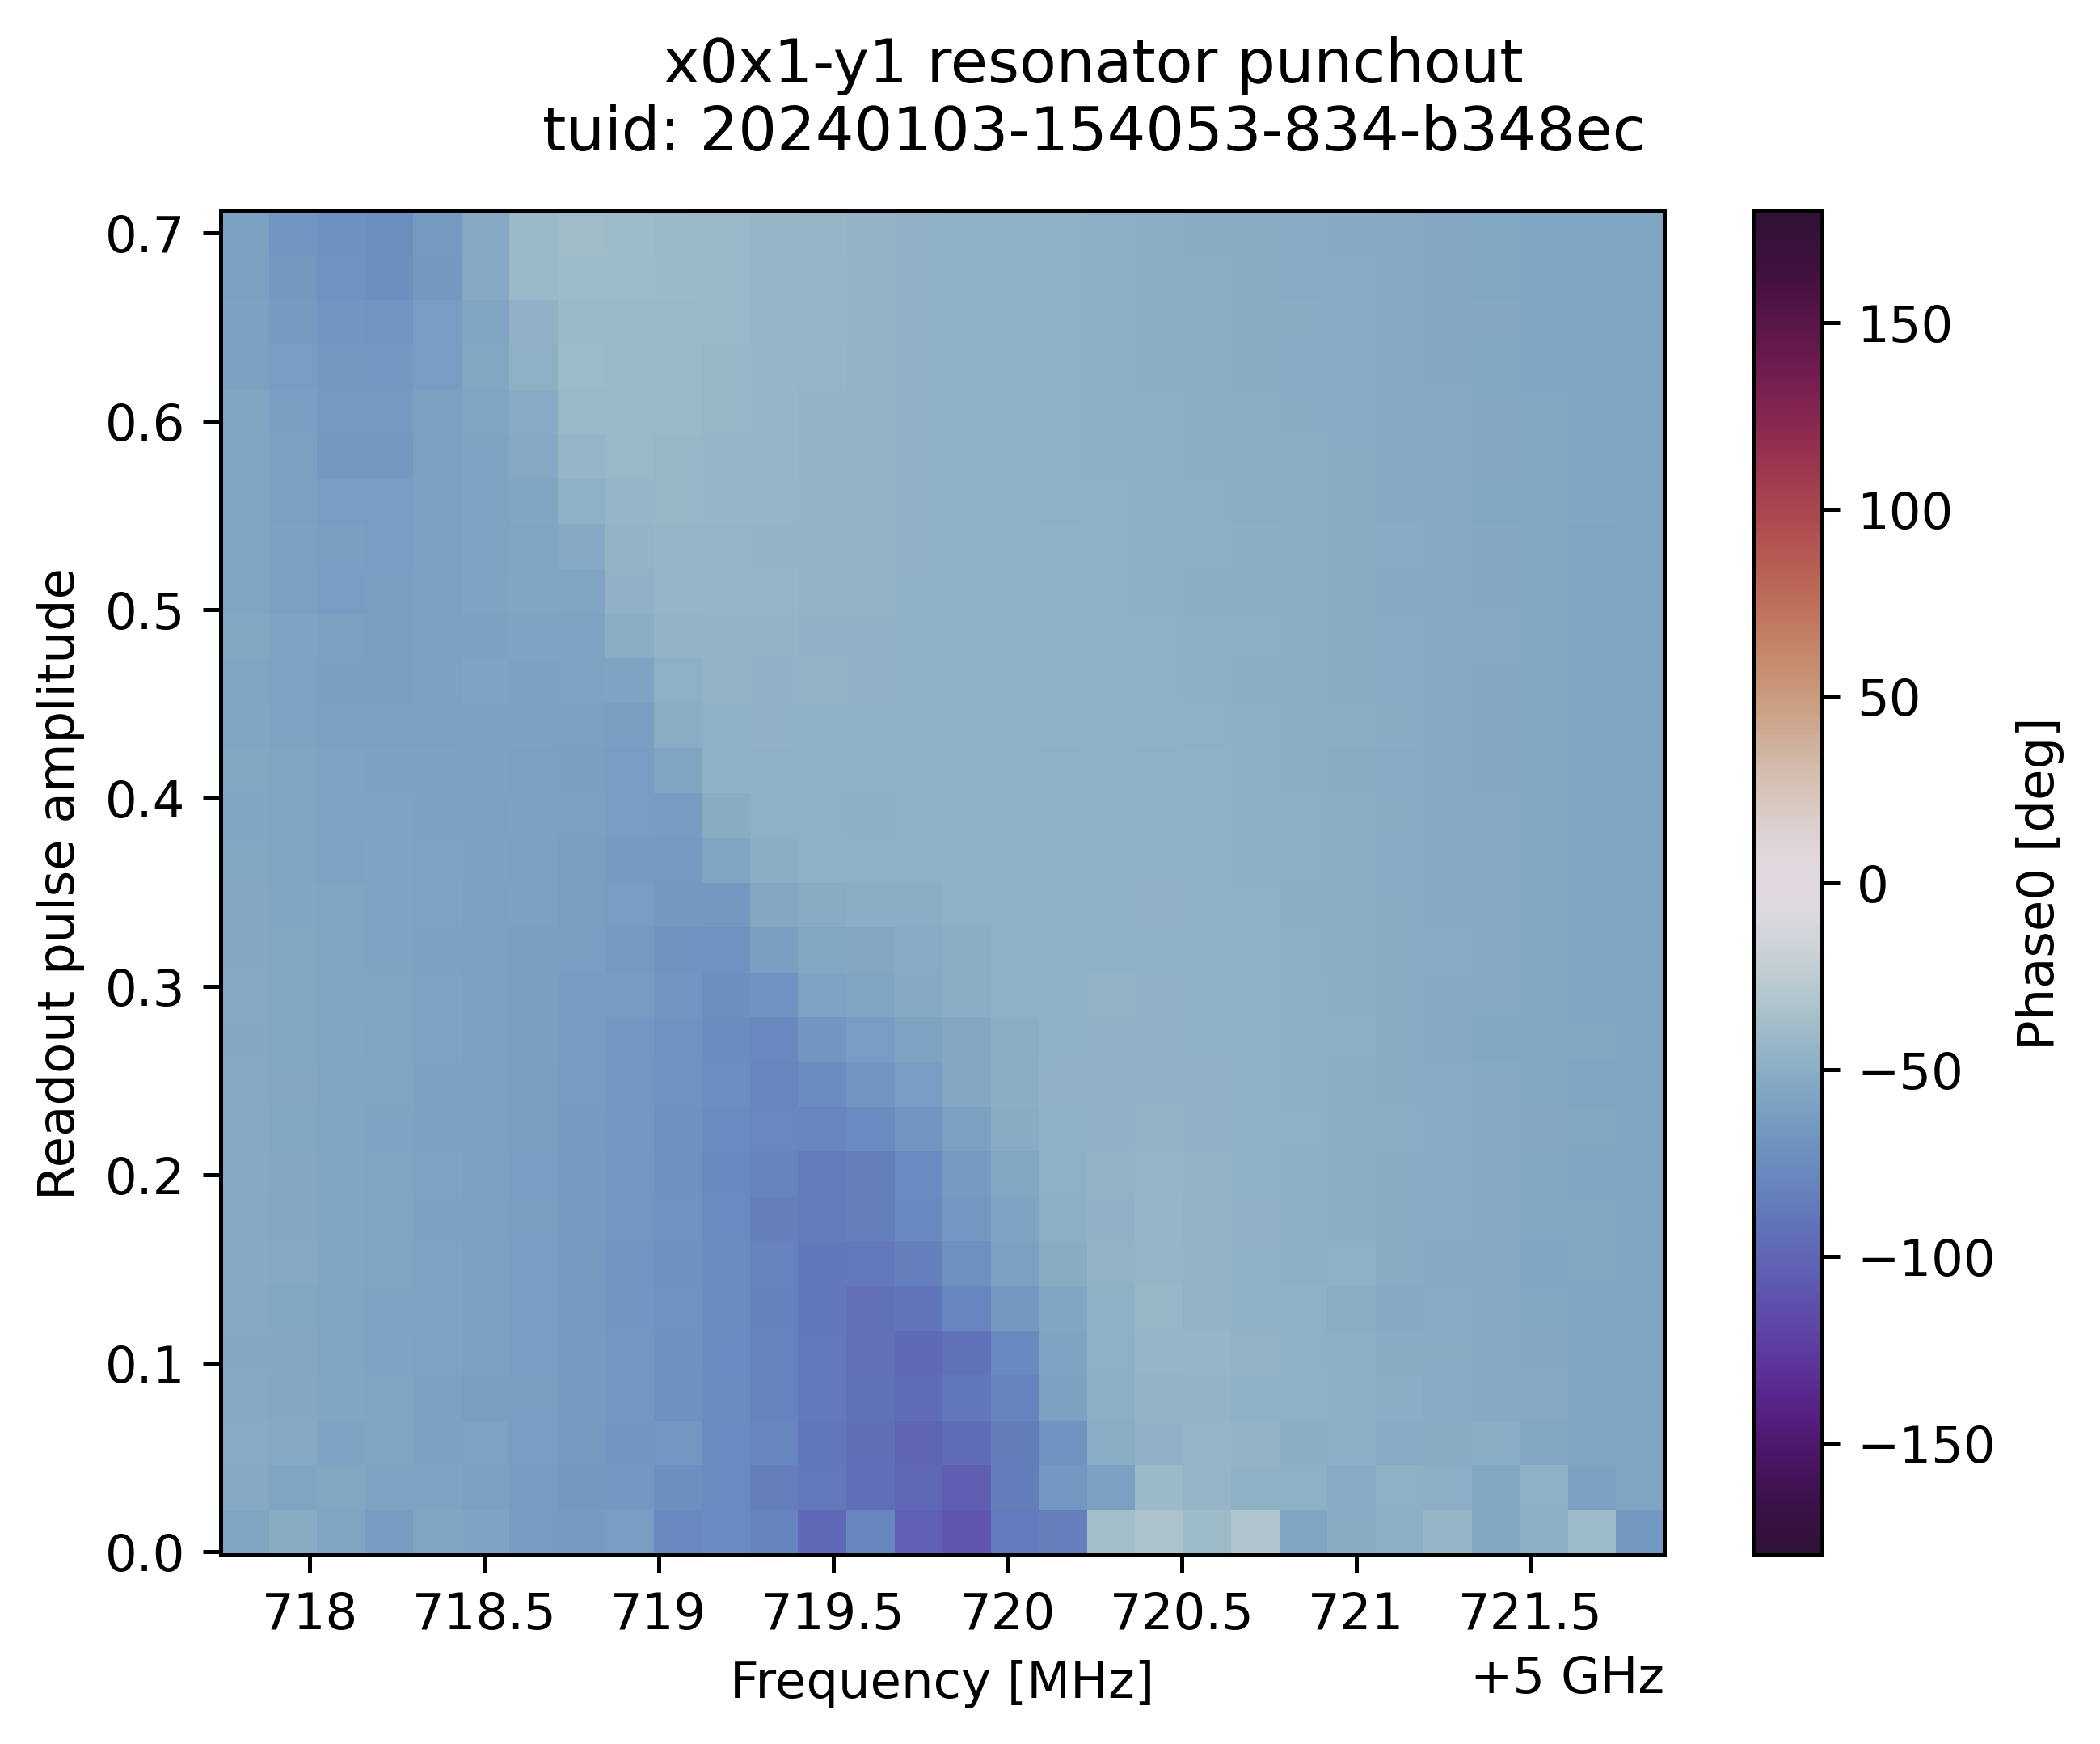 x0x1-y1 resonator punchout
tuid: 20240103-154053-834-b348ec
Readout pulse amplitude
0.7
0.6
0.5
0.4
0.3
0.2
0.1
0.0
718 718.5 719 719.5 720 720.5 721 721.5
Frequency [MHz]
+5 GHz
150
100
50
0
−50
−100
−150
Phase0 [deg]